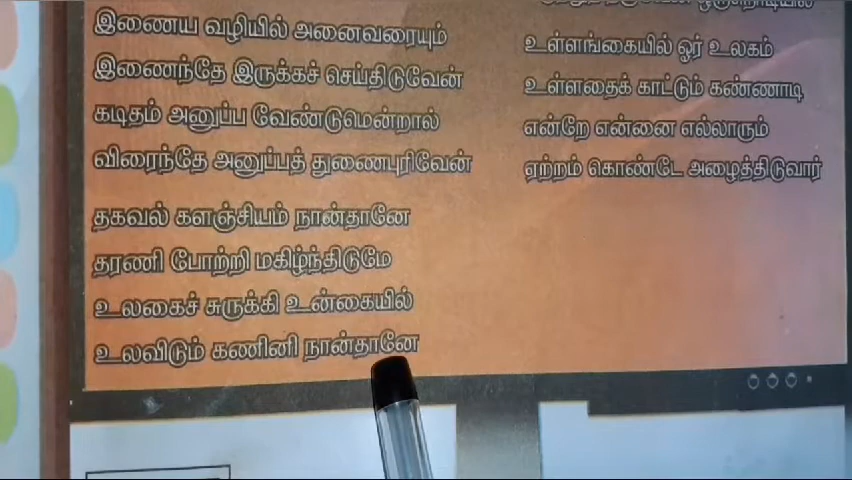 இணைய வழியில் அனைவரையும்
இணைந்தே இருக்கச் செய்திடுவேன்
கடிதம் அனுப்ப வேண்டுமென்றால்
விரைந்தே அனுப்பத் துணைபுரிவேன்
தகவல் களஞ்சியம் நான்தானே
தரணி போற்றி மகிழ்ந்திடுமே
உலகைச் சுருக்கி உன்கையில்
உலவிடும் கணினி நான்தானே
உள்ளங்கையில் ஓர் உலகம்
உள்ளதைக் காட்டும் கண்ணாடி
என்றே என்னை எல்லாரும்
ஏற்றம் கொண்டே அழைத்திடுவார்